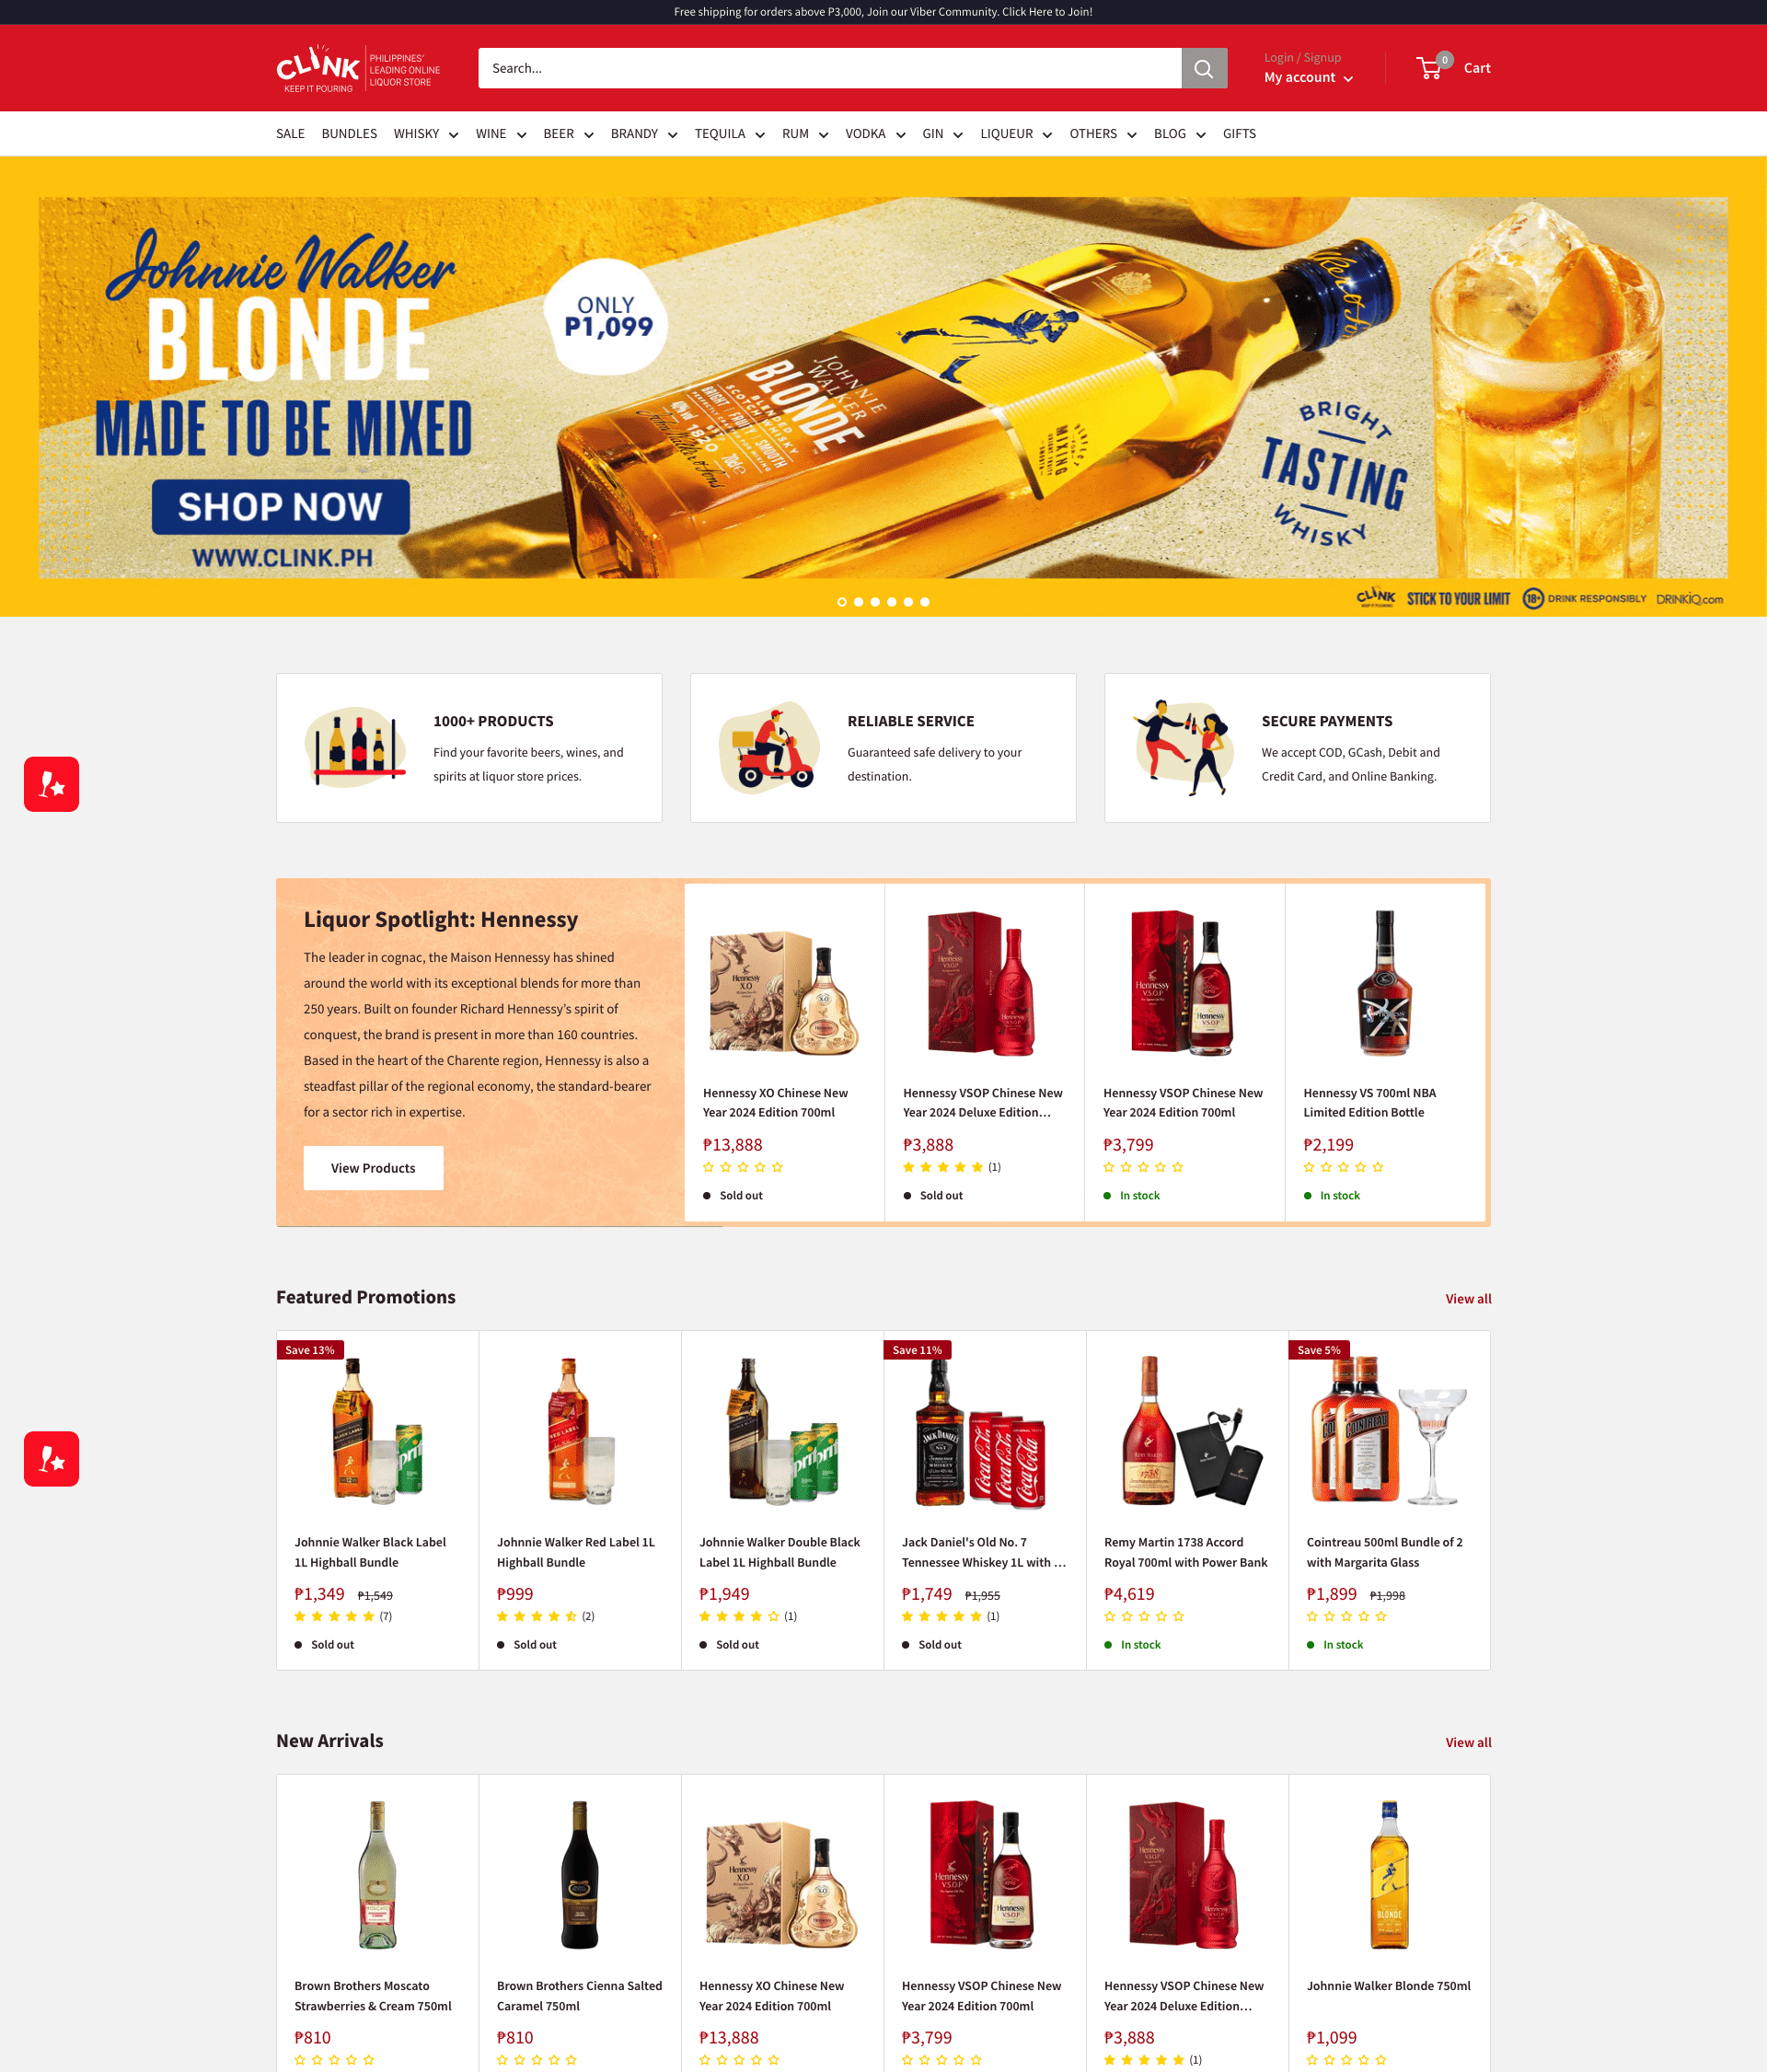 Free shipping for orders above P3,000, Join our Viber Community. Click Here to Join!
CLINK
KEEP IT POURING
PHILIPPINES'
LEADING ONLINE
LIQUOR STORE
Search...
Login / Signup
My account
0
Cart
SALE BUNDLES WHISKY WINE BEER BRANDY TEQUILA RUM VODKA GIN LIQUEUR OTHERS BLOG GIFTS
Johnnie Walker
BLONDE
MADE TO BE MIXED
SHOP NOW
WWW.CLINK.PH
ONLY
P1,099
JOHNNIE
WALKER
BLONDE
BLENDED
SCOTCH WHISKY
BRIGHT | FRUITY | SMOOTH
1820
John Walker & Sons
BRIGHT
TASTING
WHISKY
CLINK
STICK TO YOUR LIMIT
18+
DRINK RESPONSIBLY
DRINKiQ.com
1000+ PRODUCTS
Find your favorite beers, wines, and
spirits at liquor store prices.
RELIABLE SERVICE
Guaranteed safe delivery to your
destination.
SECURE PAYMENTS
We accept COD, GCash, Debit and
Credit Card, and Online Banking.
Liquor Spotlight: Hennessy
The leader in cognac, the Maison Hennessy has shined
around the world with its exceptional blends for more than
250 years. Built on founder Richard Hennessy’s spirit of
conquest, the brand is present in more than 160 countries.
Based in the heart of the Charente region, Hennessy is also a
steadfast pillar of the regional economy, the standard-bearer
for a sector rich in expertise.
View Products
Hennessy XO Chinese New
Year 2024 Edition 700ml
₱13,888
Sold out
Hennessy VSOP Chinese New
Year 2024 Deluxe Edition…
₱3,888
(1)
Sold out
Hennessy VSOP Chinese New
Year 2024 Edition 700ml
₱3,799
In stock
Hennessy VS 700ml NBA
Limited Edition Bottle
₱2,199
In stock
Featured Promotions
View all
Save 13%
Johnnie Walker Black Label
1L Highball Bundle
₱1,349 ₱1,549
(7)
Sold out
Johnnie Walker Red Label 1L
Highball Bundle
₱999
(2)
Sold out
Johnnie Walker Double Black
Label 1L Highball Bundle
₱1,949
(1)
Sold out
Save 11%
Jack Daniel's Old No. 7
Tennessee Whiskey 1L with …
₱1,749 ₱1,955
(1)
Sold out
Remy Martin 1738 Accord
Royal 700ml with Power Bank
₱4,619
In stock
Save 5%
Cointreau 500ml Bundle of 2
with Margarita Glass
₱1,899 ₱1,998
In stock
New Arrivals
View all
Brown Brothers Moscato
Strawberries & Cream 750ml
₱810
Brown Brothers Cienna Salted
Caramel 750ml
₱810
Hennessy XO Chinese New
Year 2024 Edition 700ml
₱13,888
Hennessy VSOP Chinese New
Year 2024 Edition 700ml
₱3,799
Hennessy VSOP Chinese New
Year 2024 Deluxe Edition…
₱3,888
(1)
Johnnie Walker Blonde 750ml
₱1,099